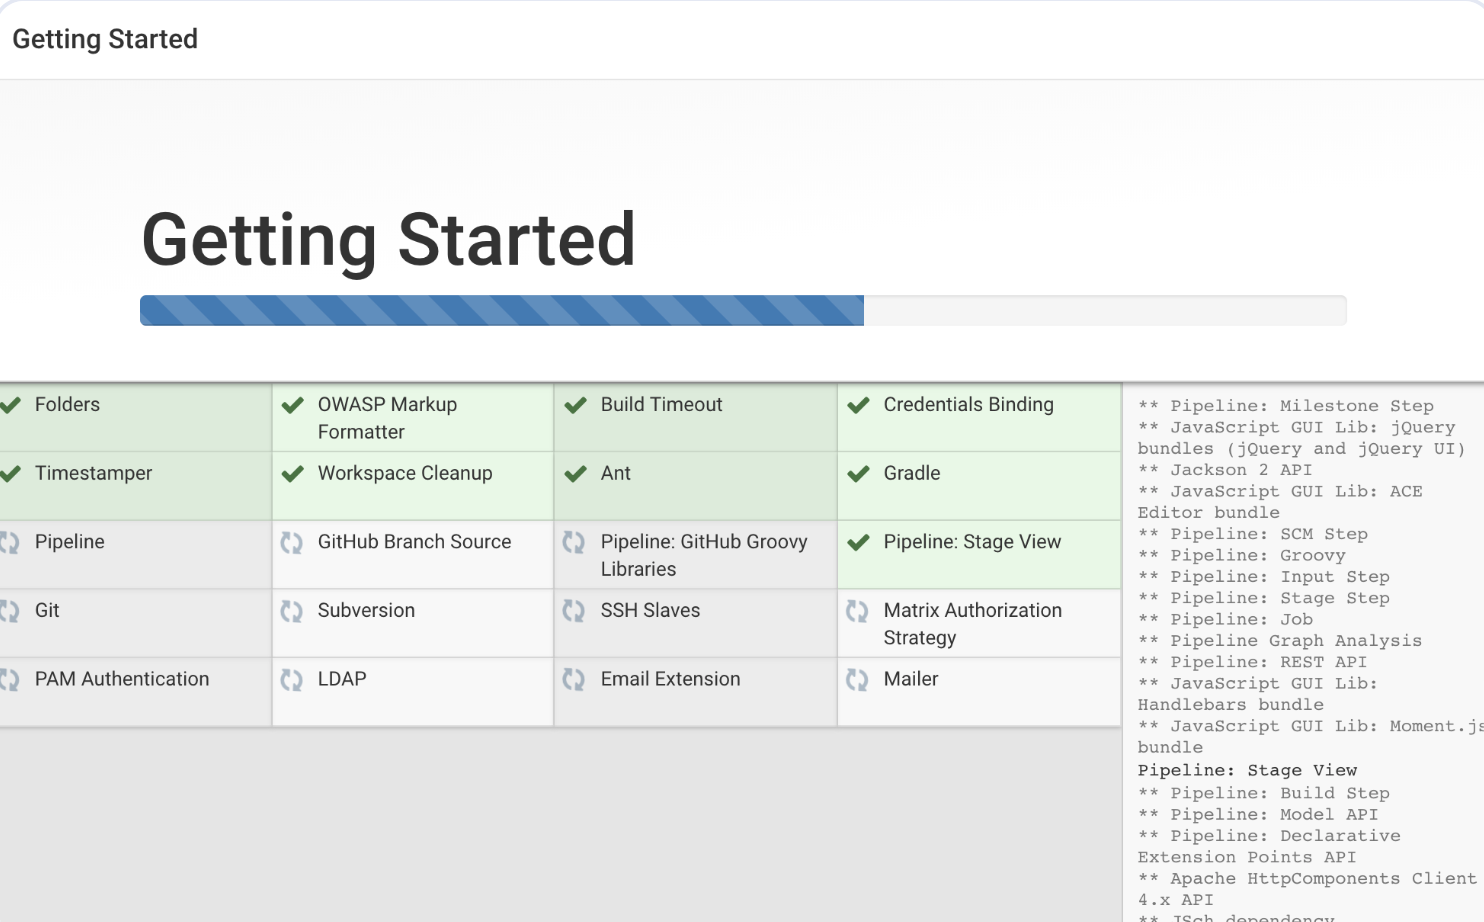 Getting Started
Getting Started
Folders
OWASP Markup
Formatter
Build Timeout
Credentials Binding
Timestamper
Workspace Cleanup
Ant
Gradle
Pipeline
GitHub Branch Source
Pipeline: GitHub Groovy
Libraries
Pipeline: Stage View
Git
Subversion
SSH Slaves
Matrix Authorization
Strategy
PAM Authentication
LDAP
Email Extension
Mailer
** Pipeline: Milestone Step
** JavaScript GUI Lib: jQuery
bundles (jQuery and jQuery UI)
** Jackson 2 API
** JavaScript GUI Lib: ACE
Editor bundle
** Pipeline: SCM Step
** Pipeline: Groovy
** Pipeline: Input Step
** Pipeline: Stage Step
** Pipeline: Job
** Pipeline Graph Analysis
** Pipeline: REST API
** JavaScript GUI Lib:
Handlebars bundle
** JavaScript GUI Lib: Moment.js
bundle
Pipeline: Stage View
** Pipeline: Build Step
** Pipeline: Model API
** Pipeline: Declarative
Extension Points API
** Apache HttpComponents Client
4.x API
** JSch dependency